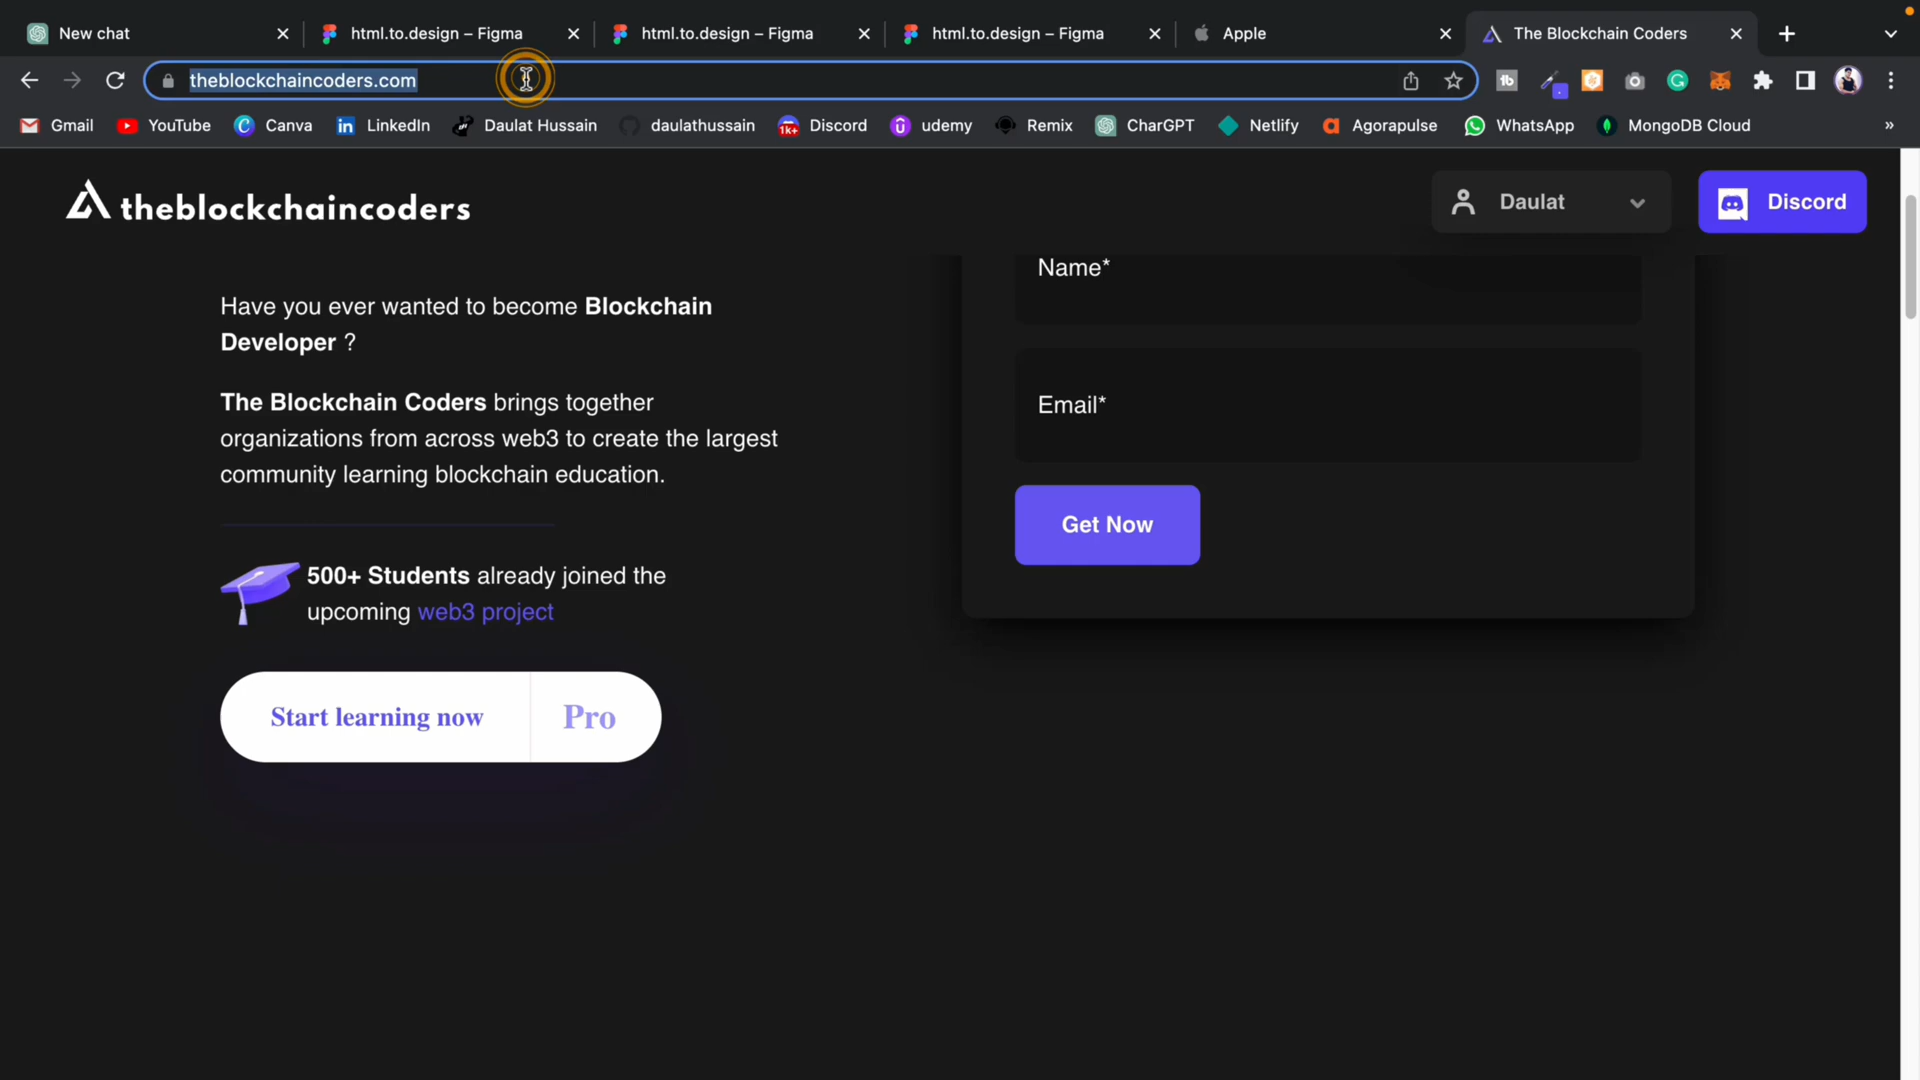 New chat
html.to.design – Figma
html.to.design – Figma
html.to.design – Figma
Apple
The Blockchain Coders
theblockchaincoders.com
Gmail
YouTube
Canva
LinkedIn
Daulat Hussain
daulathussain
1k+
Discord
udemy
Remix
CharGPT
Netlify
Agorapulse
WhatsApp
MongoDB Cloud
»
theblockchaincoders
Daulat
Discord
Have you ever wanted to become Blockchain
Developer ?
The Blockchain Coders brings together
organizations from across web3 to create the largest
community learning blockchain education.
500+ Students already joined the
upcoming web3 project
Start learning now
Pro
Name*
Email*
Get Now